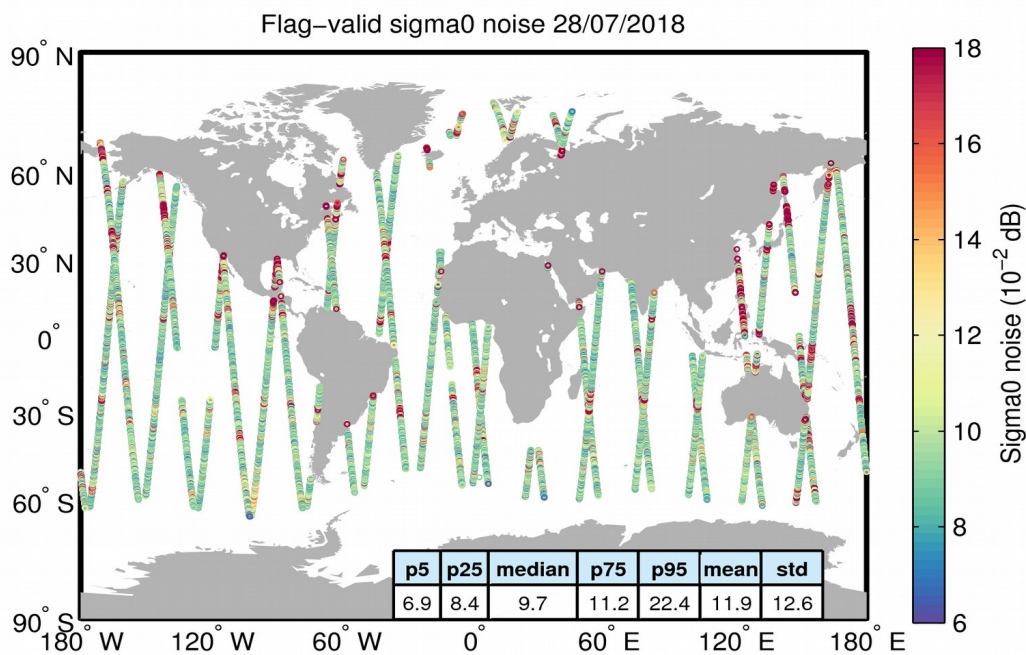 Flag−valid sigma0 noise 28/07/2018
90° N
60° N
30° N
0°
30° S
60° S
90° S
180° W
120° W
60° W
0°
60° E
120° E
180° E
p5 p25 median p75 p95 mean std
6.9 8.4 9.7 11.2 22.4 11.9 12.6
18
16
14
12
10
8
6
Sigma0 noise (10⁻² dB)